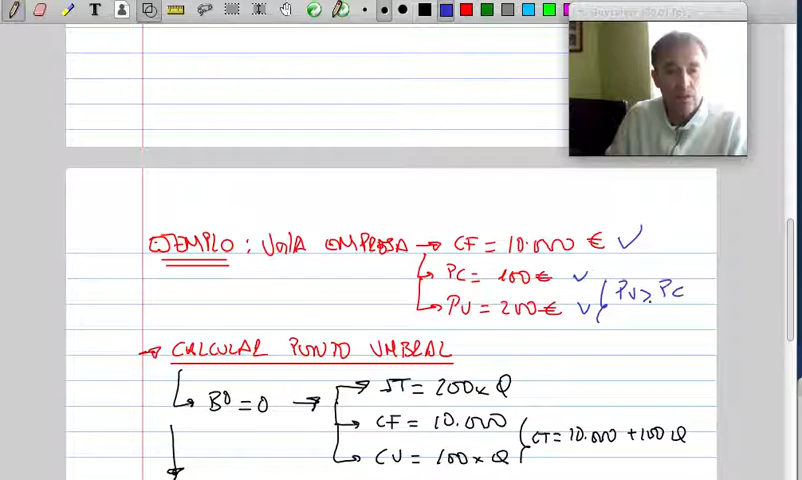 EJEMPLO : UNA EMPRESA → CF = 10.000 € ✓
→ PC = 100 € ✓
→ PV = 200 € ✓ PV > PC
→ CALCULAR PUNTO UMBRAL
→ Bº = 0 → IT = 200 x Q
→ CF = 10.000
CT = 10.000 + 100 Q
→ CV = 100 x Q